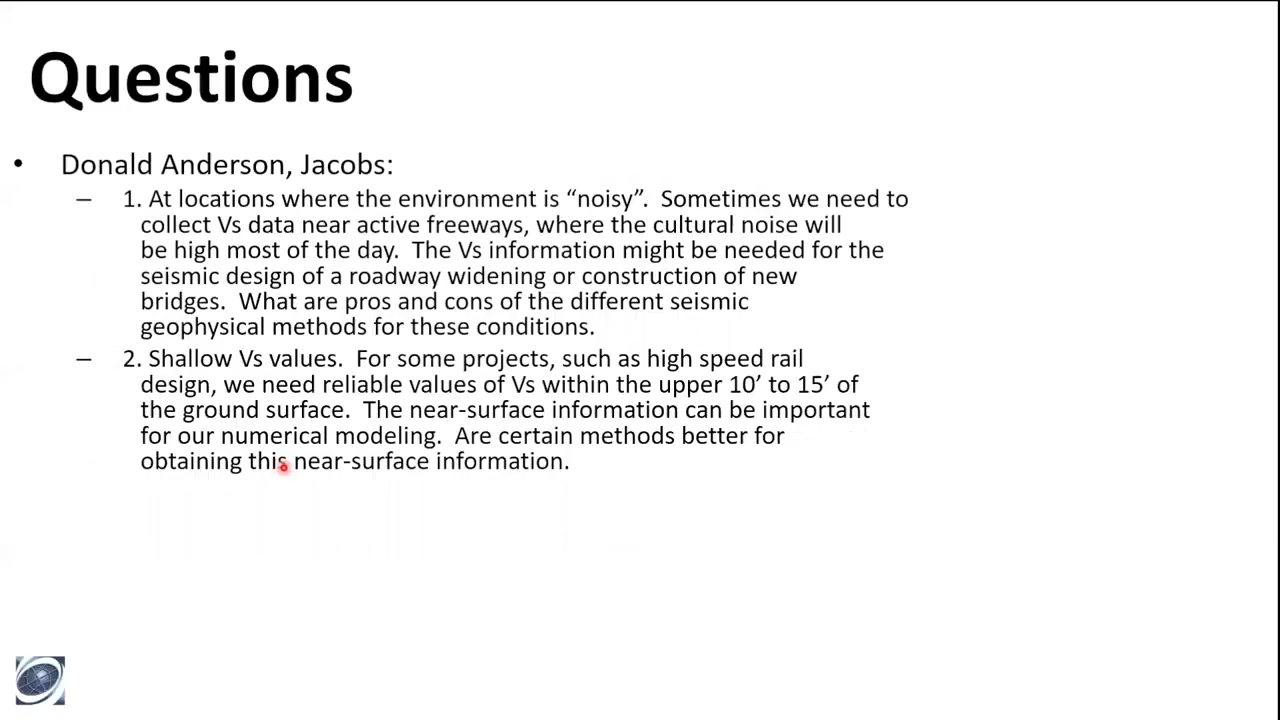 Questions
• Donald Anderson, Jacobs:
– 1. At locations where the environment is “noisy”.  Sometimes we need to
collect Vs data near active freeways, where the cultural noise will
be high most of the day.  The Vs information might be needed for the
seismic design of a roadway widening or construction of new
bridges.  What are pros and cons of the different seismic
geophysical methods for these conditions.
– 2. Shallow Vs values.  For some projects, such as high speed rail
design, we need reliable values of Vs within the upper 10’ to 15’ of
the ground surface.  The near-surface information can be important
for our numerical modeling.  Are certain methods better for
obtaining this near-surface information.